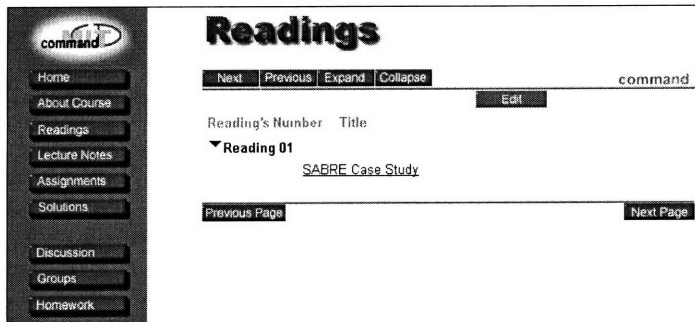 command
Home
About Course
Readings
Lecture Notes
Assignments
Solutions
Discussion
Groups
Homework
Readings
Next Previous Expand Collapse command
Edit
Reading's Number Title
Reading 01
SABRE Case Study
Previous Page Next Page